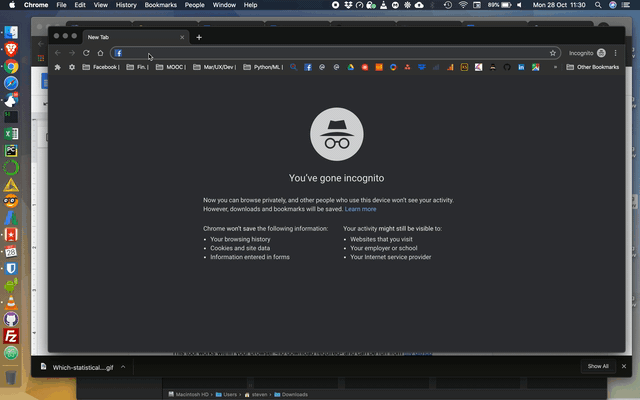 Chrome File Edit View History Bookmarks People Window Help 89% Mon 28 Oct 11:30
New Tab
Incognito
Facebook | Fin. | MOOC | Mar/UX/Dev | Python/ML | » Other Bookmarks
You've gone incognito
Now you can browse privately, and other people who use this device won't see your activity.
However, downloads and bookmarks will be saved. Learn more
Chrome won't save the following information:
• Your browsing history
• Cookies and site data
• Information entered in forms
Your activity might still be visible to:
• Websites that you visit
• Your employer or school
• Your Internet service provider
Which-statistical....gif
Show All
Macintosh HD › Users › steven › Downloads